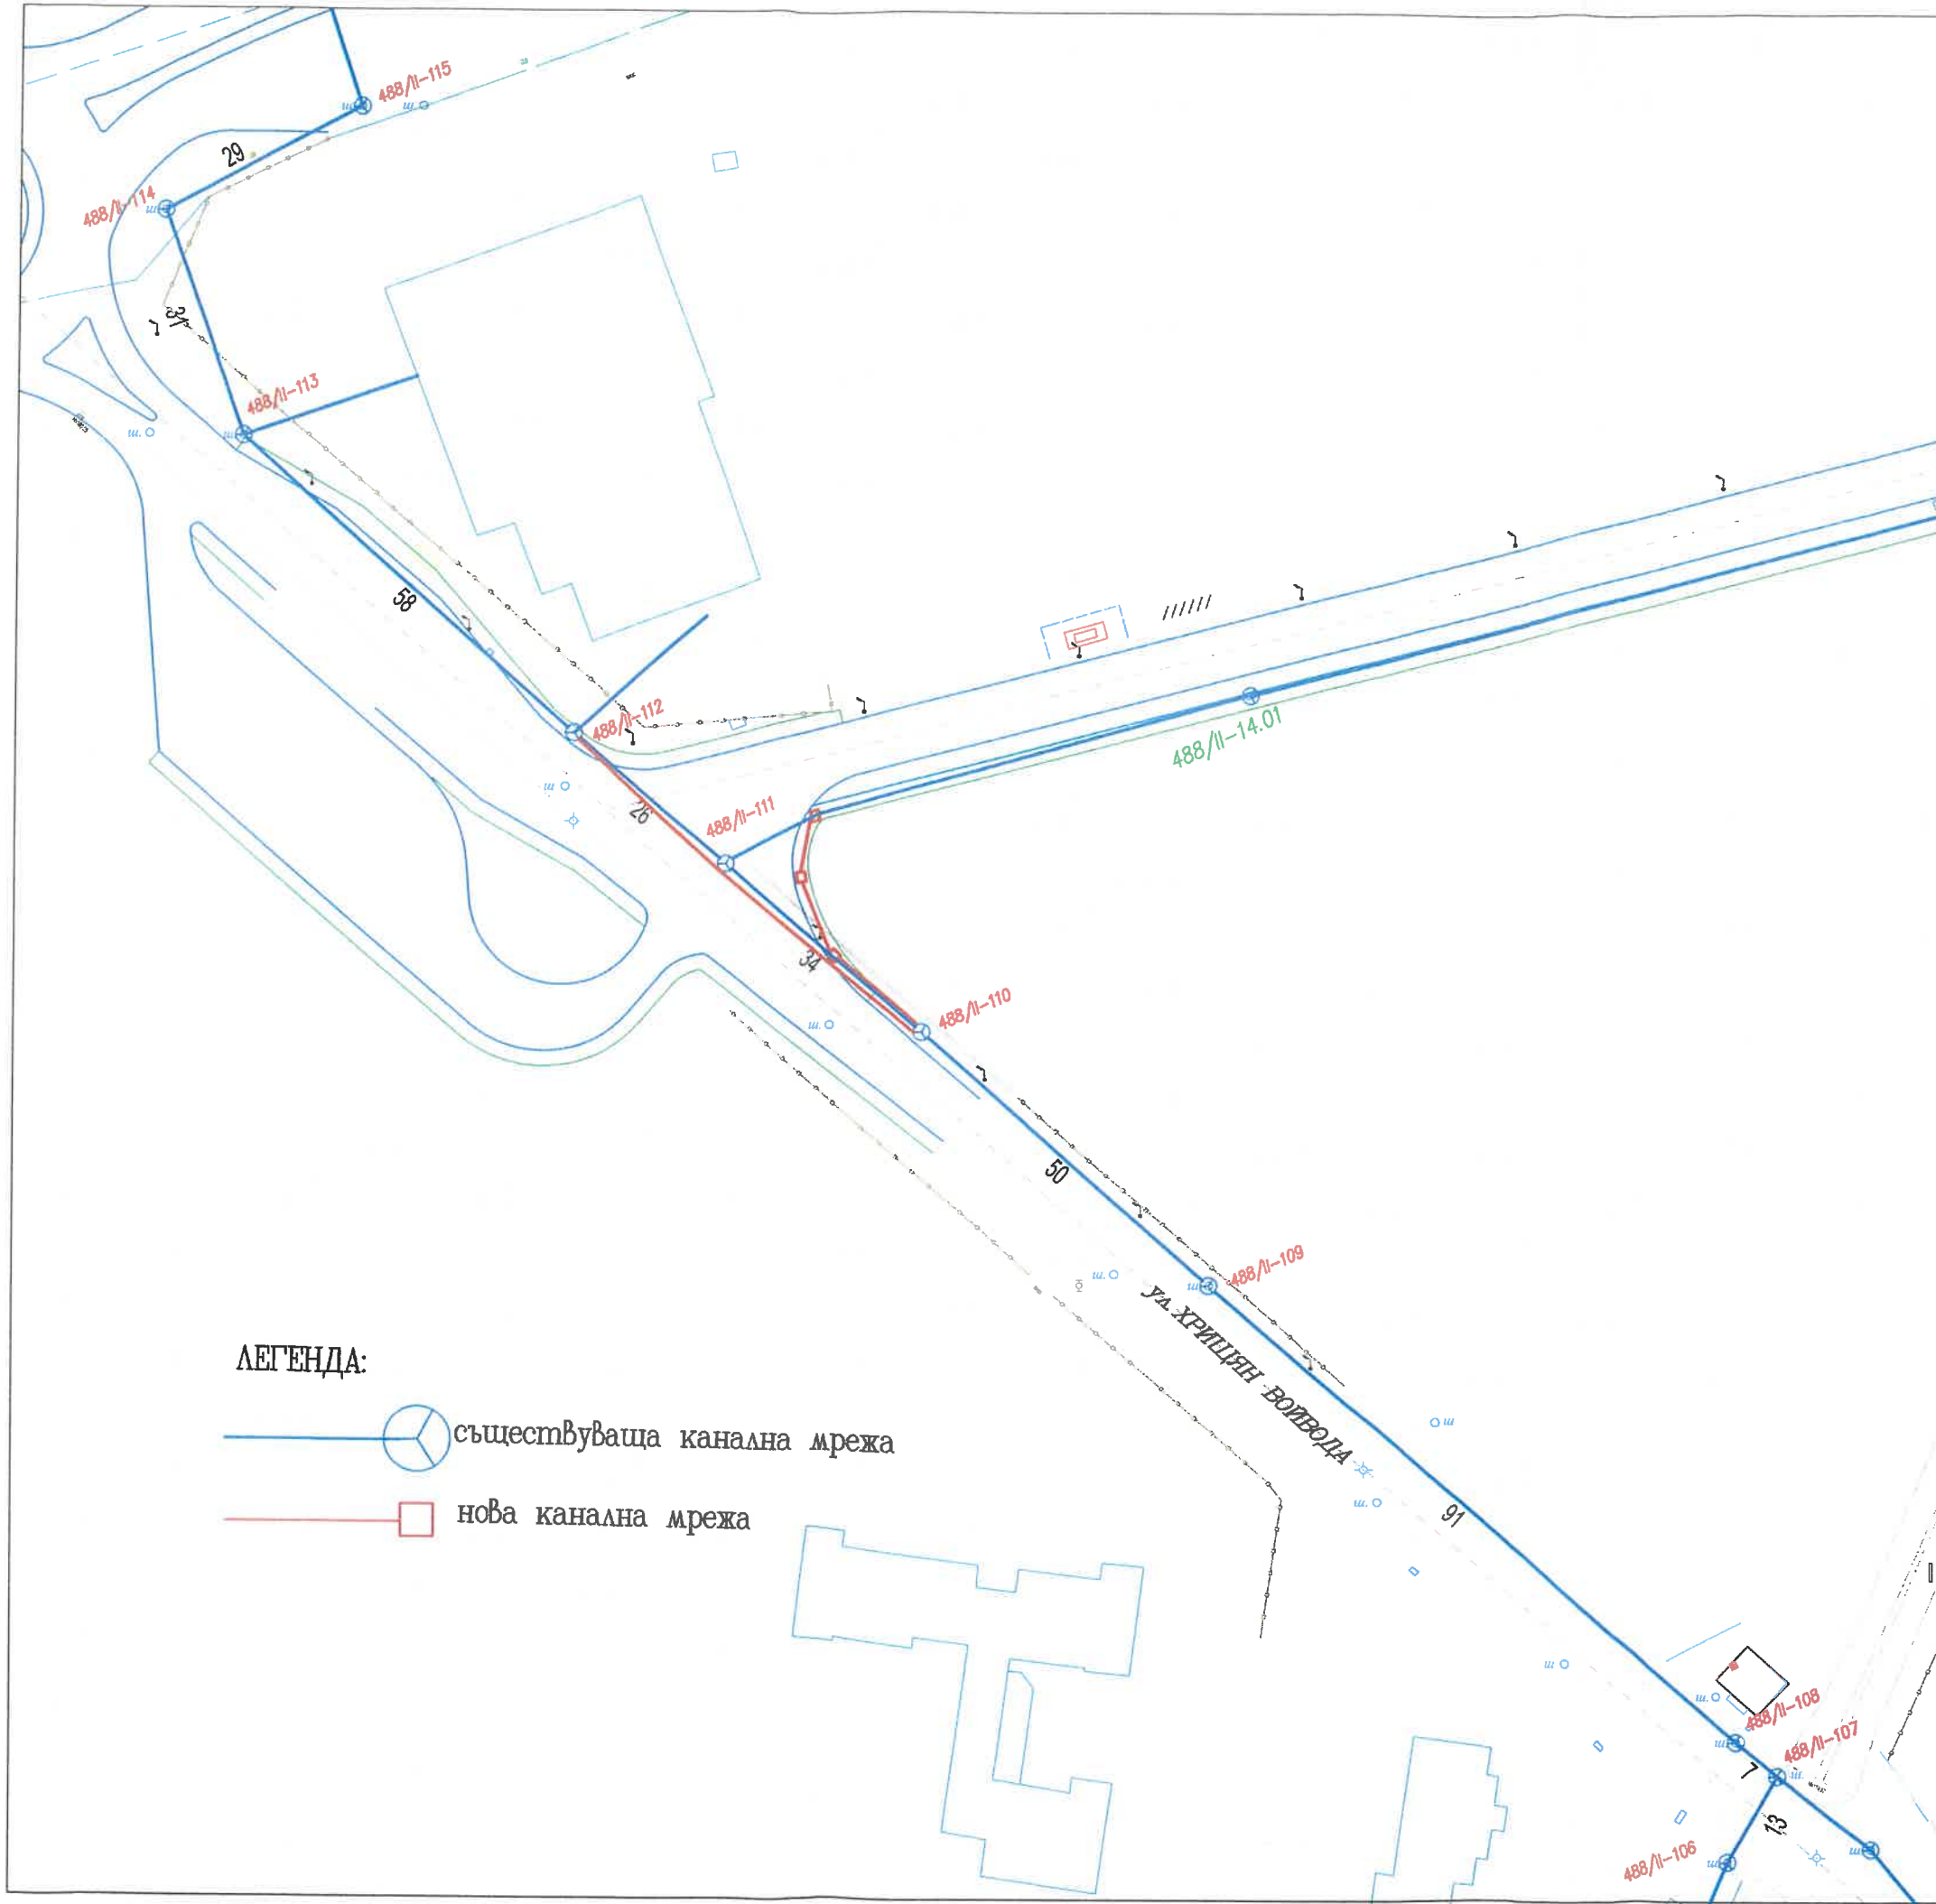 488/II-115
ш.
ш.
29
488/II-114
ш.
31
488/II-113
ш.
ш.
58
488/II-112
ш
26
488/II-111
488/II-14.01
34
488/II-110
ш.
50
488/II-109
ш.
ш.
ул. ХРИЩЯН ВОЙВОДА
ш
ш.
91
ЛЕГЕНДА:
съществуваща канална мрежа
нова канална мрежа
ш
ш.
488/II-108
ш.
488/II-107
ш.
7
13
ш.
488/II-106
ш.